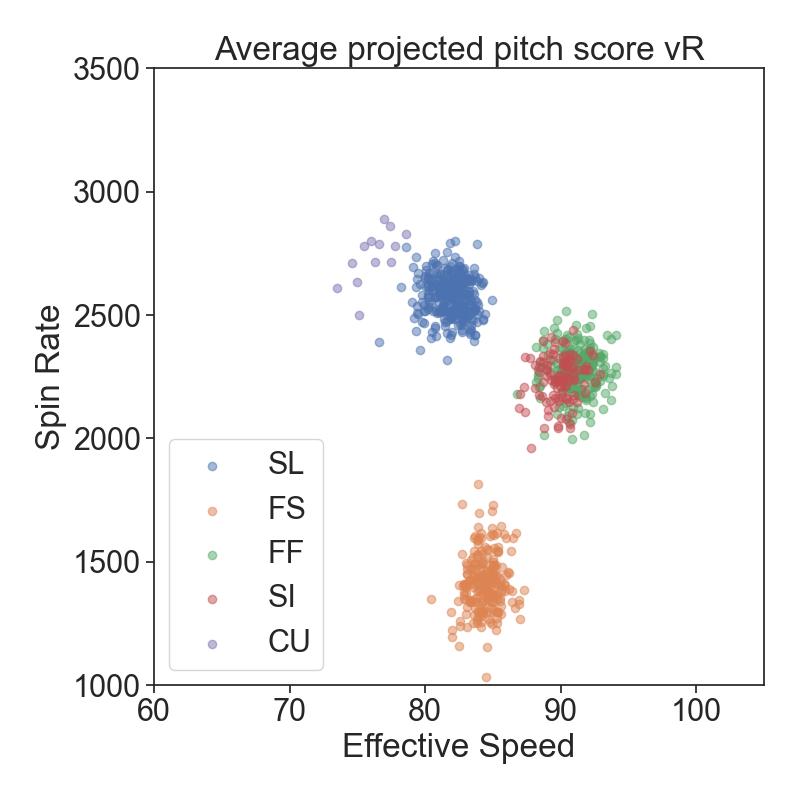 Average projected pitch score vR
3500
3000
2500
2000
1500
1000
Spin Rate
SL
FS
FF
SI
CU
60
70
80
90
100
Effective Speed